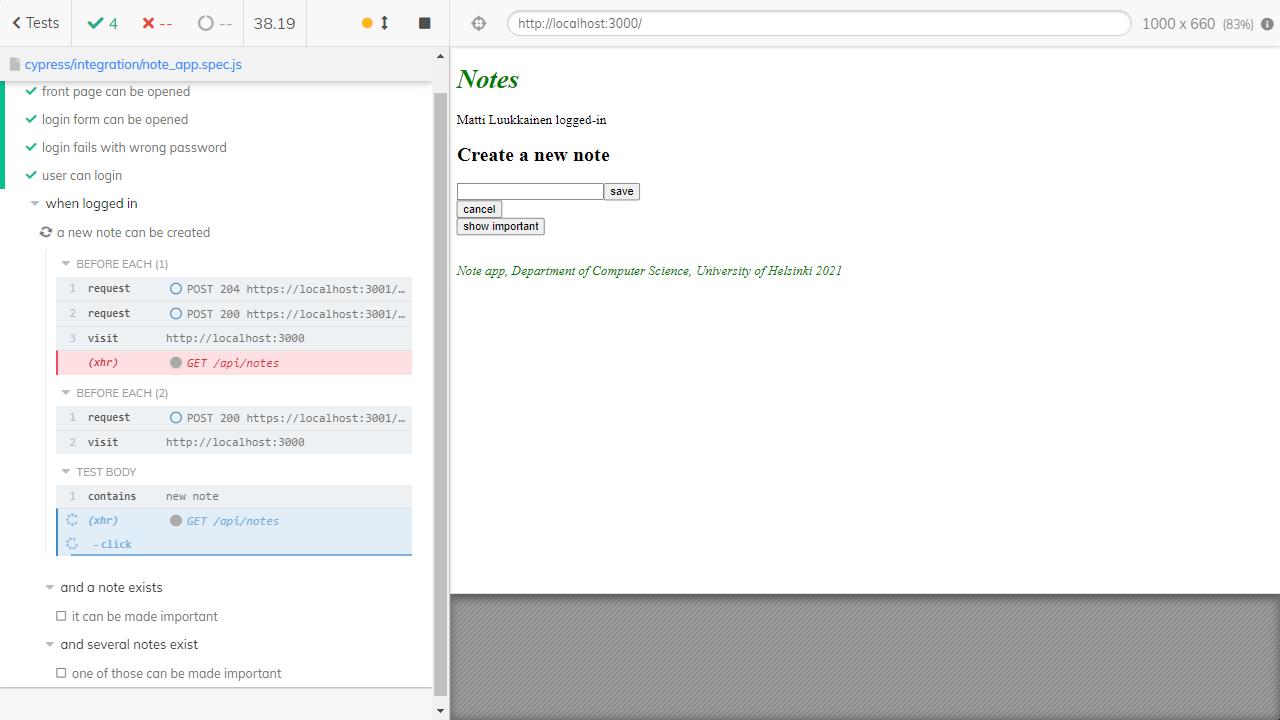 Tests
4
--
--
38.19
cypress/integration/note_app.spec.js
front page can be opened
login form can be opened
login fails with wrong password
user can login
when logged in
a new note can be created
BEFORE EACH (1)
1 request POST 204 https://localhost:3001/…
2 request POST 200 https://localhost:3001/…
3 visit http://localhost:3000
(xhr) GET /api/notes
BEFORE EACH (2)
1 request POST 200 https://localhost:3001/…
2 visit http://localhost:3000
TEST BODY
1 contains new note
(xhr) GET /api/notes
-click
and a note exists
it can be made important
and several notes exist
one of those can be made important
http://localhost:3000/
1000 x 660 (83%)
Notes
Matti Luukkainen logged-in
Create a new note
save
cancel
show important
Note app, Department of Computer Science, University of Helsinki 2021